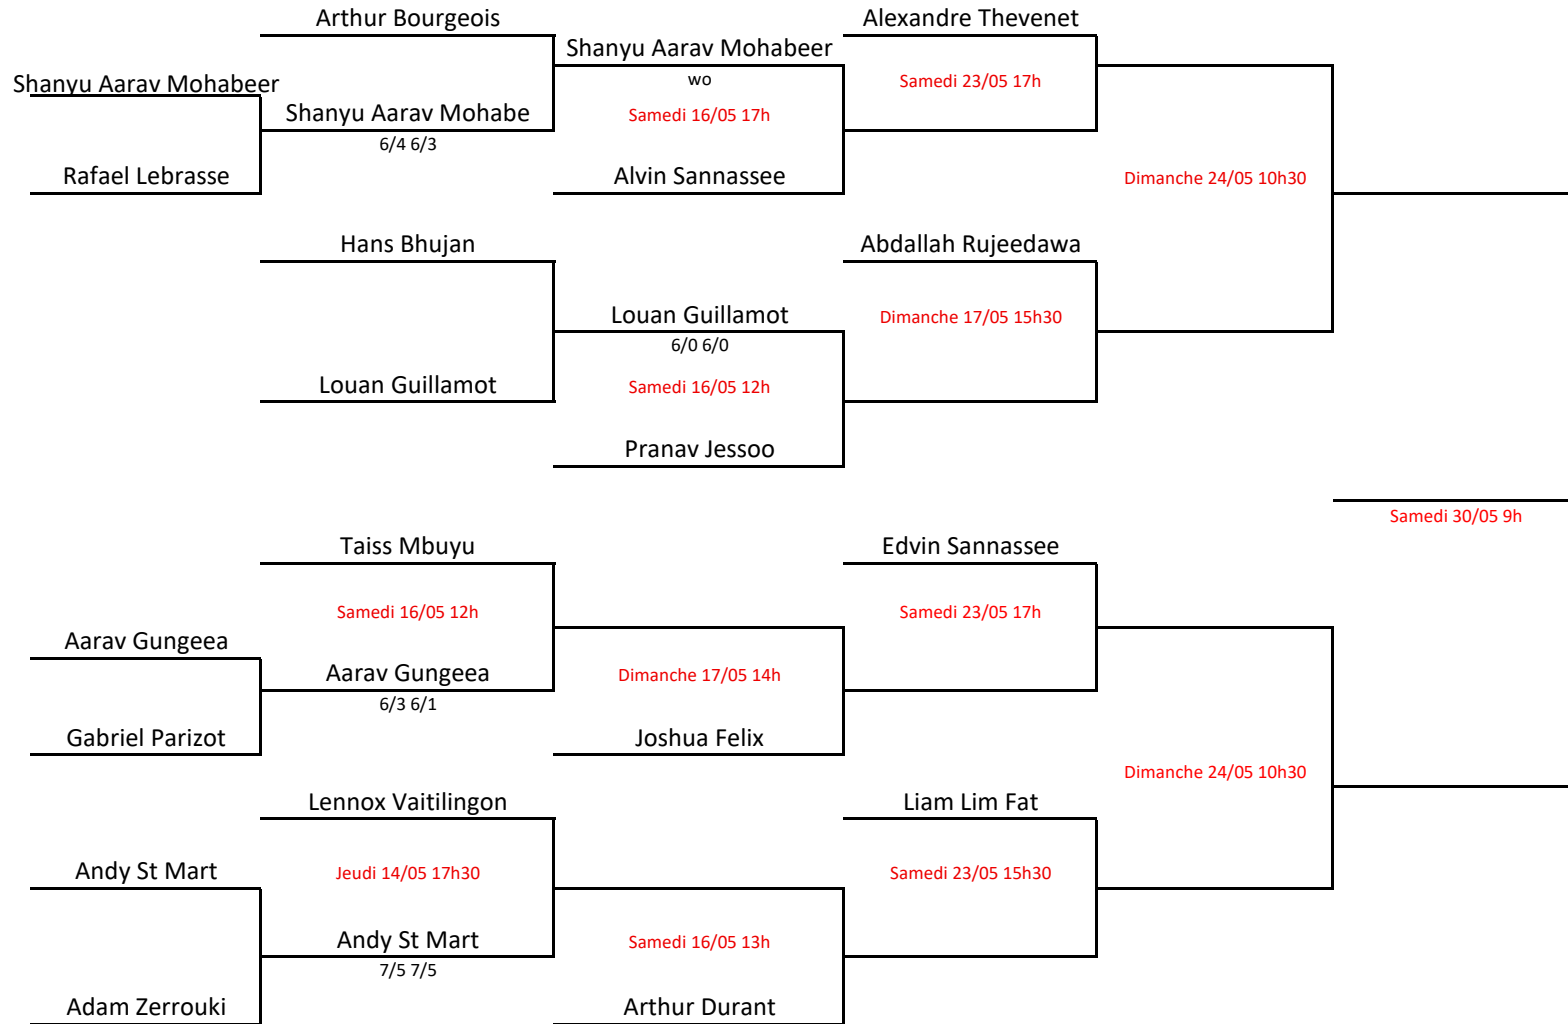 Arthur Bourgeois
Alexandre Thevenet
Shanyu Aarav Mohabeer
Shanyu Aarav Mohabeer
wo
Samedi 23/05 17h
Shanyu Aarav Mohabe
Samedi 16/05 17h
6/4 6/3
Rafael Lebrasse
Alvin Sannassee
Dimanche 24/05 10h30
Hans Bhujan
Abdallah Rujeedawa
Louan Guillamot
Dimanche 17/05 15h30
6/0 6/0
Louan Guillamot
Samedi 16/05 12h
Pranav Jessoo
Samedi 30/05 9h
Taiss Mbuyu
Edvin Sannassee
Samedi 16/05 12h
Samedi 23/05 17h
Aarav Gungeea
Aarav Gungeea
Dimanche 17/05 14h
6/3 6/1
Gabriel Parizot
Joshua Felix
Dimanche 24/05 10h30
Lennox Vaitilingon
Liam Lim Fat
Andy St Mart
Jeudi 14/05 17h30
Samedi 23/05 15h30
Andy St Mart
Samedi 16/05 13h
7/5 7/5
Adam Zerrouki
Arthur Durant